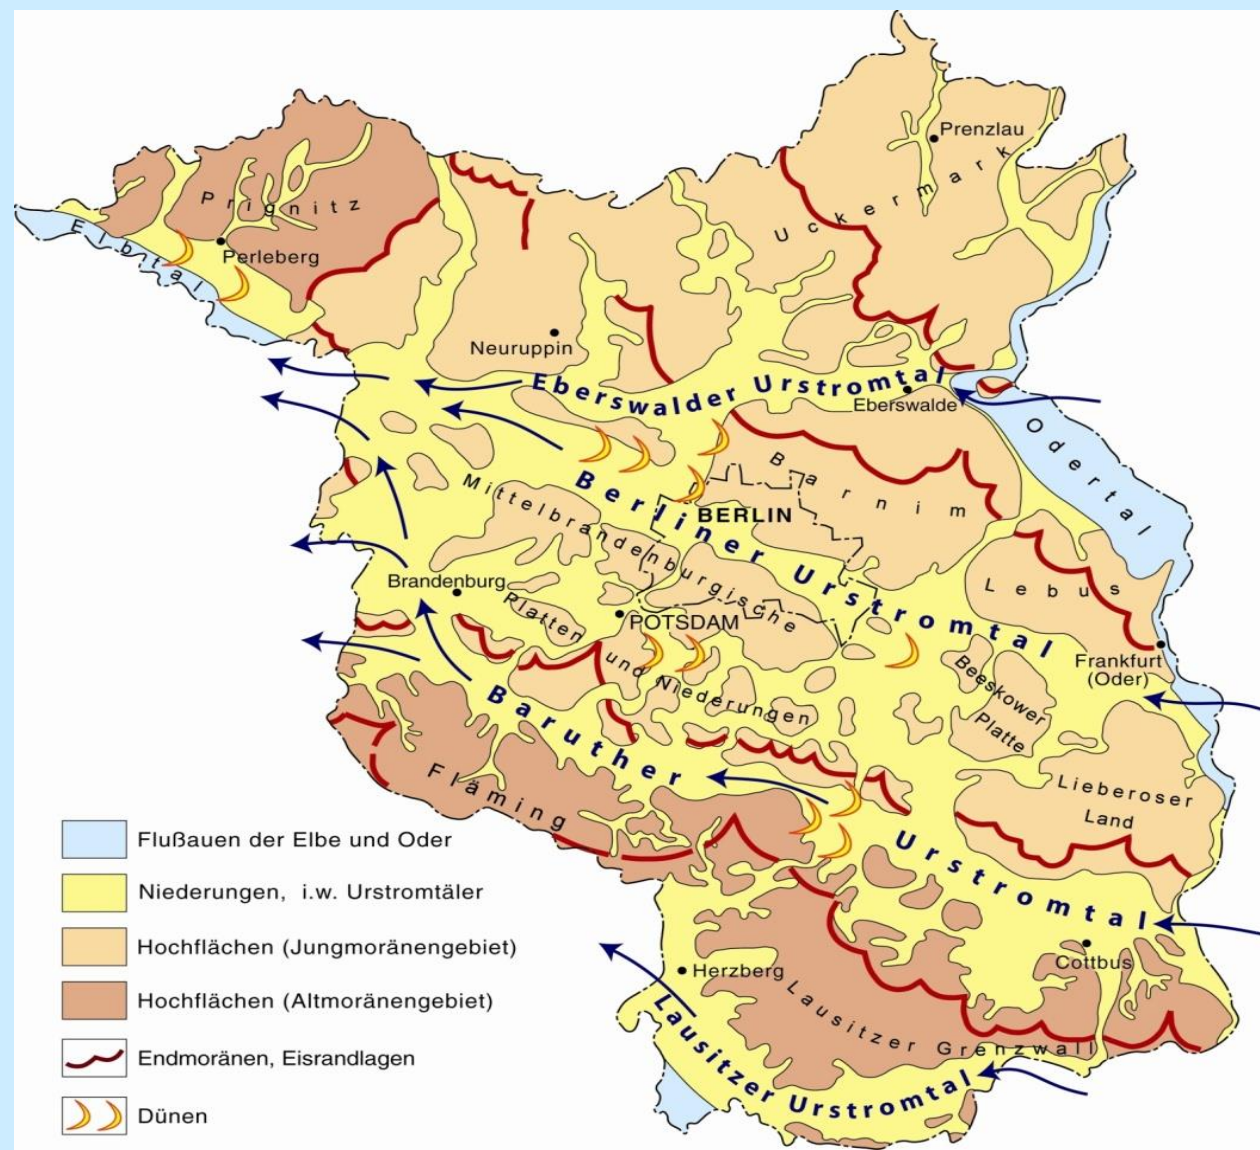 Prenzlau
Uckermark
Prignitz
Elbtal
Perleberg
Neuruppin
Eberswalder Urstromtal
Eberswalde
Odertal
Barnim
Berliner Urstromtal
BERLIN
Mittelbrandenburgische
Platten und Niederungen
Brandenburg
POTSDAM
Lebus
Frankfurt
(Oder)
Beeskower
Platte
Lieberoser
Land
Baruther Urstromtal
Fläming
Cottbus
Herzberg
Lausitzer Grenzwall
Lausitzer Urstromtal
Flußauen der Elbe und Oder
Niederungen, i.w. Urstromtäler
Hochflächen (Jungmoränengebiet)
Hochflächen (Altmoränengebiet)
Endmoränen, Eisrandlagen
Dünen